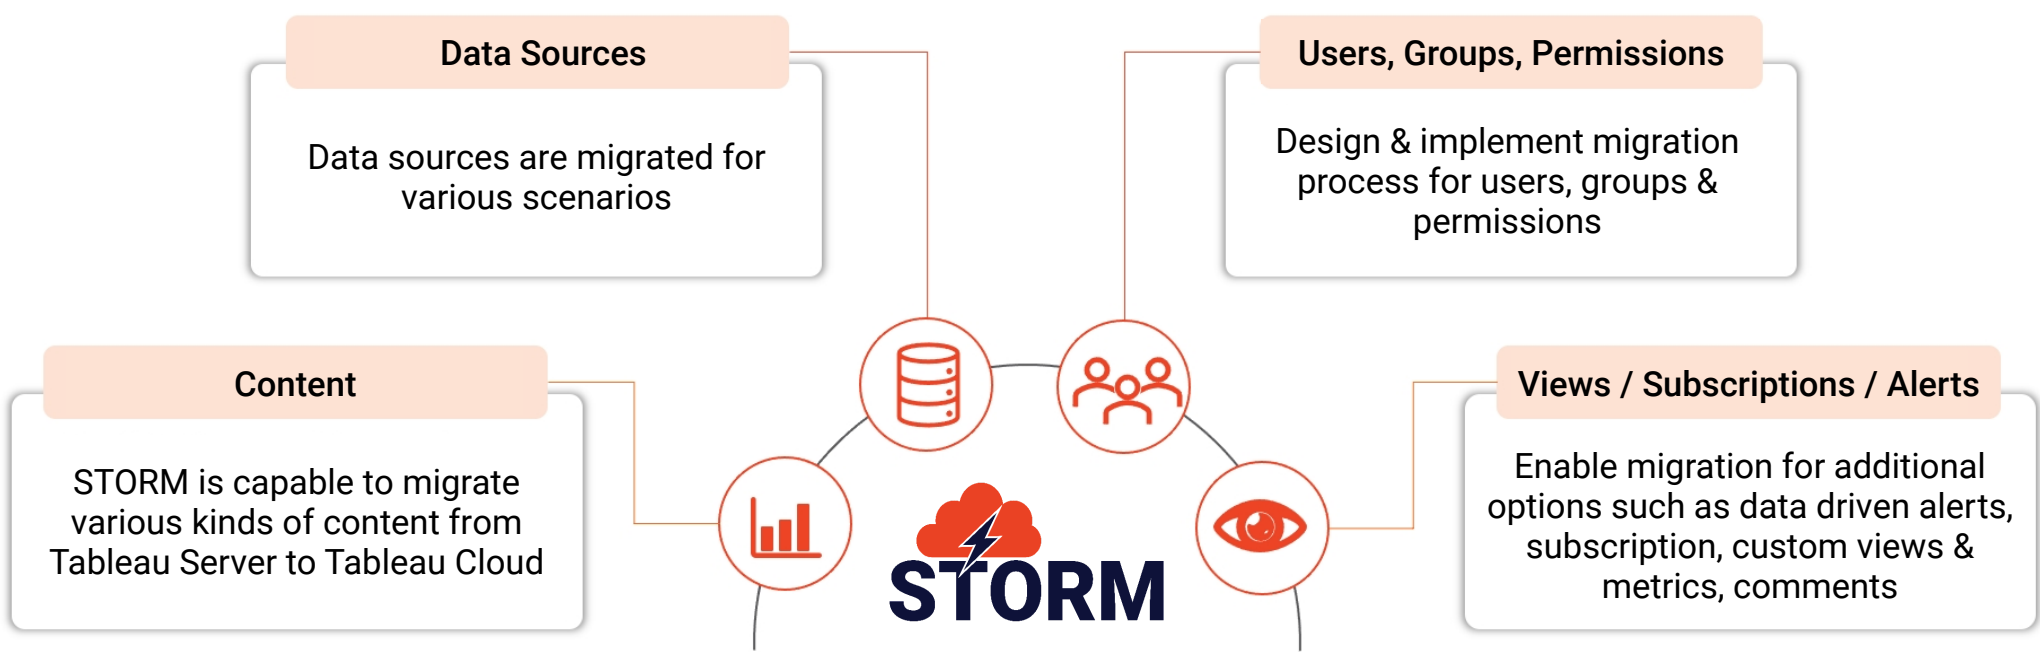 Data Sources
Data sources are migrated for
various scenarios
Users, Groups, Permissions
Design & implement migration
process for users, groups &
permissions
Content
STORM is capable to migrate
various kinds of content from
Tableau Server to Tableau Cloud
STORM
Views / Subscriptions / Alerts
Enable migration for additional
options such as data driven alerts,
subscription, custom views &
metrics, comments